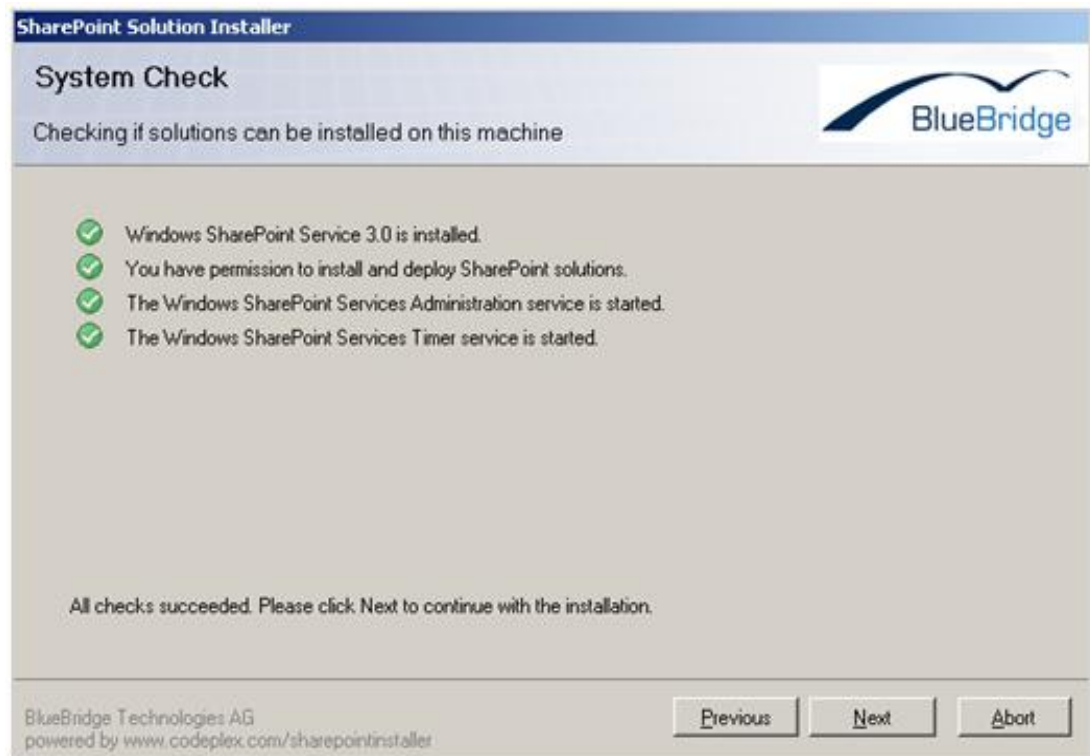 SharePoint Solution Installer
System Check
Checking if solutions can be installed on this machine
BlueBridge
Windows SharePoint Service 3.0 is installed.
You have permission to install and deploy SharePoint solutions.
The Windows SharePoint Services Administration service is started.
The Windows SharePoint Services Timer service is started.
All checks succeeded. Please click Next to continue with the installation.
BlueBridge Technologies AG
powered by www.codeplex.com/sharepointinstaller
Previous
Next
Abort